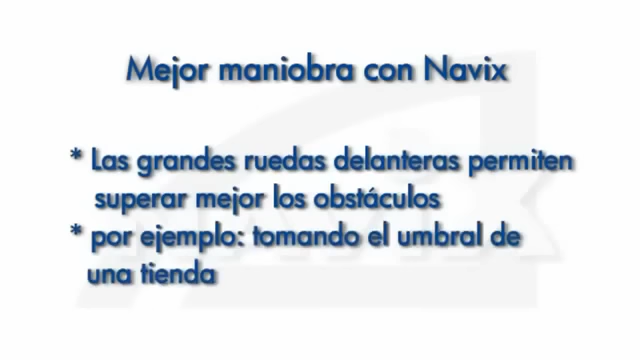 Mejor maniobra con Navix
* Las grandes ruedas delanteras permiten
superar mejor los obstáculos
* por ejemplo: tomando el umbral de
una tienda